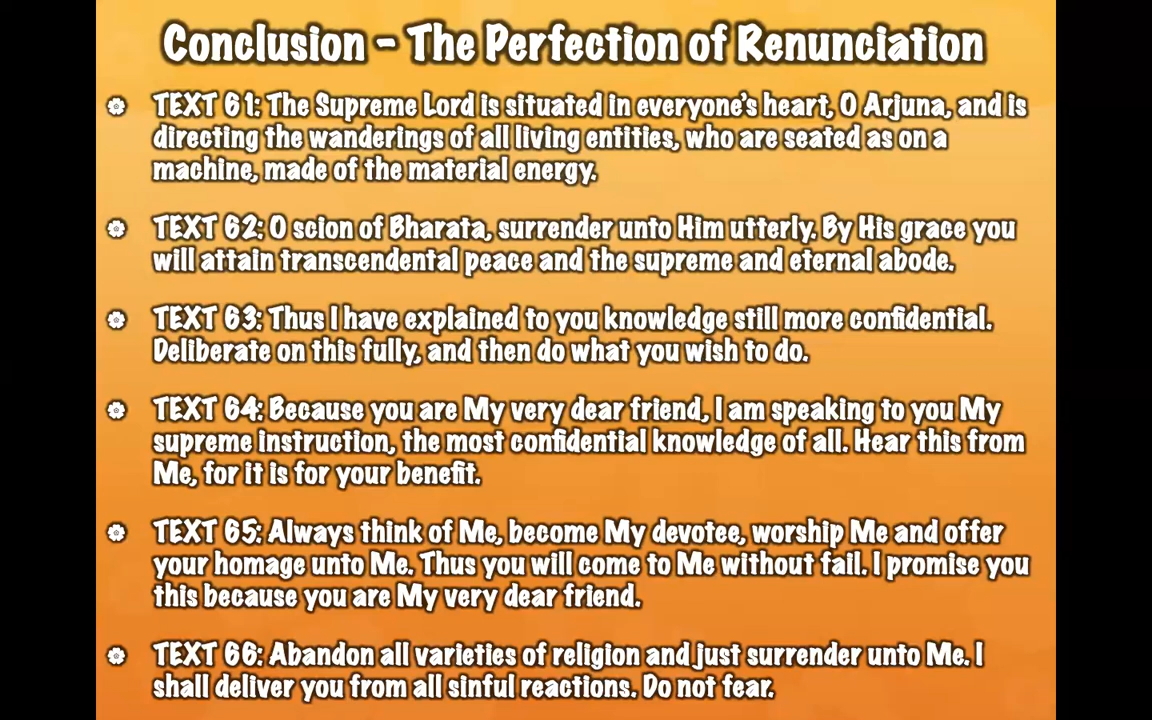 Conclusion - The Perfection of Renunciation
TEXT 61: The Supreme Lord is situated in everyone's heart, O Arjuna, and is
directing the wanderings of all living entities, who are seated as on a
machine, made of the material energy.
TEXT 62: O scion of Bharata, surrender unto Him utterly. By His grace you
will attain transcendental peace and the supreme and eternal abode.
TEXT 63: Thus I have explained to you knowledge still more confidential.
Deliberate on this fully, and then do what you wish to do.
TEXT 64: Because you are My very dear friend, I am speaking to you My
supreme instruction, the most confidential knowledge of all. Hear this from
Me, for it is for your benefit.
TEXT 65: Always think of Me, become My devotee, worship Me and offer
your homage unto Me. Thus you will come to Me without fail. I promise you
this because you are My very dear friend.
TEXT 66: Abandon all varieties of religion and just surrender unto Me. I
shall deliver you from all sinful reactions. Do not fear.